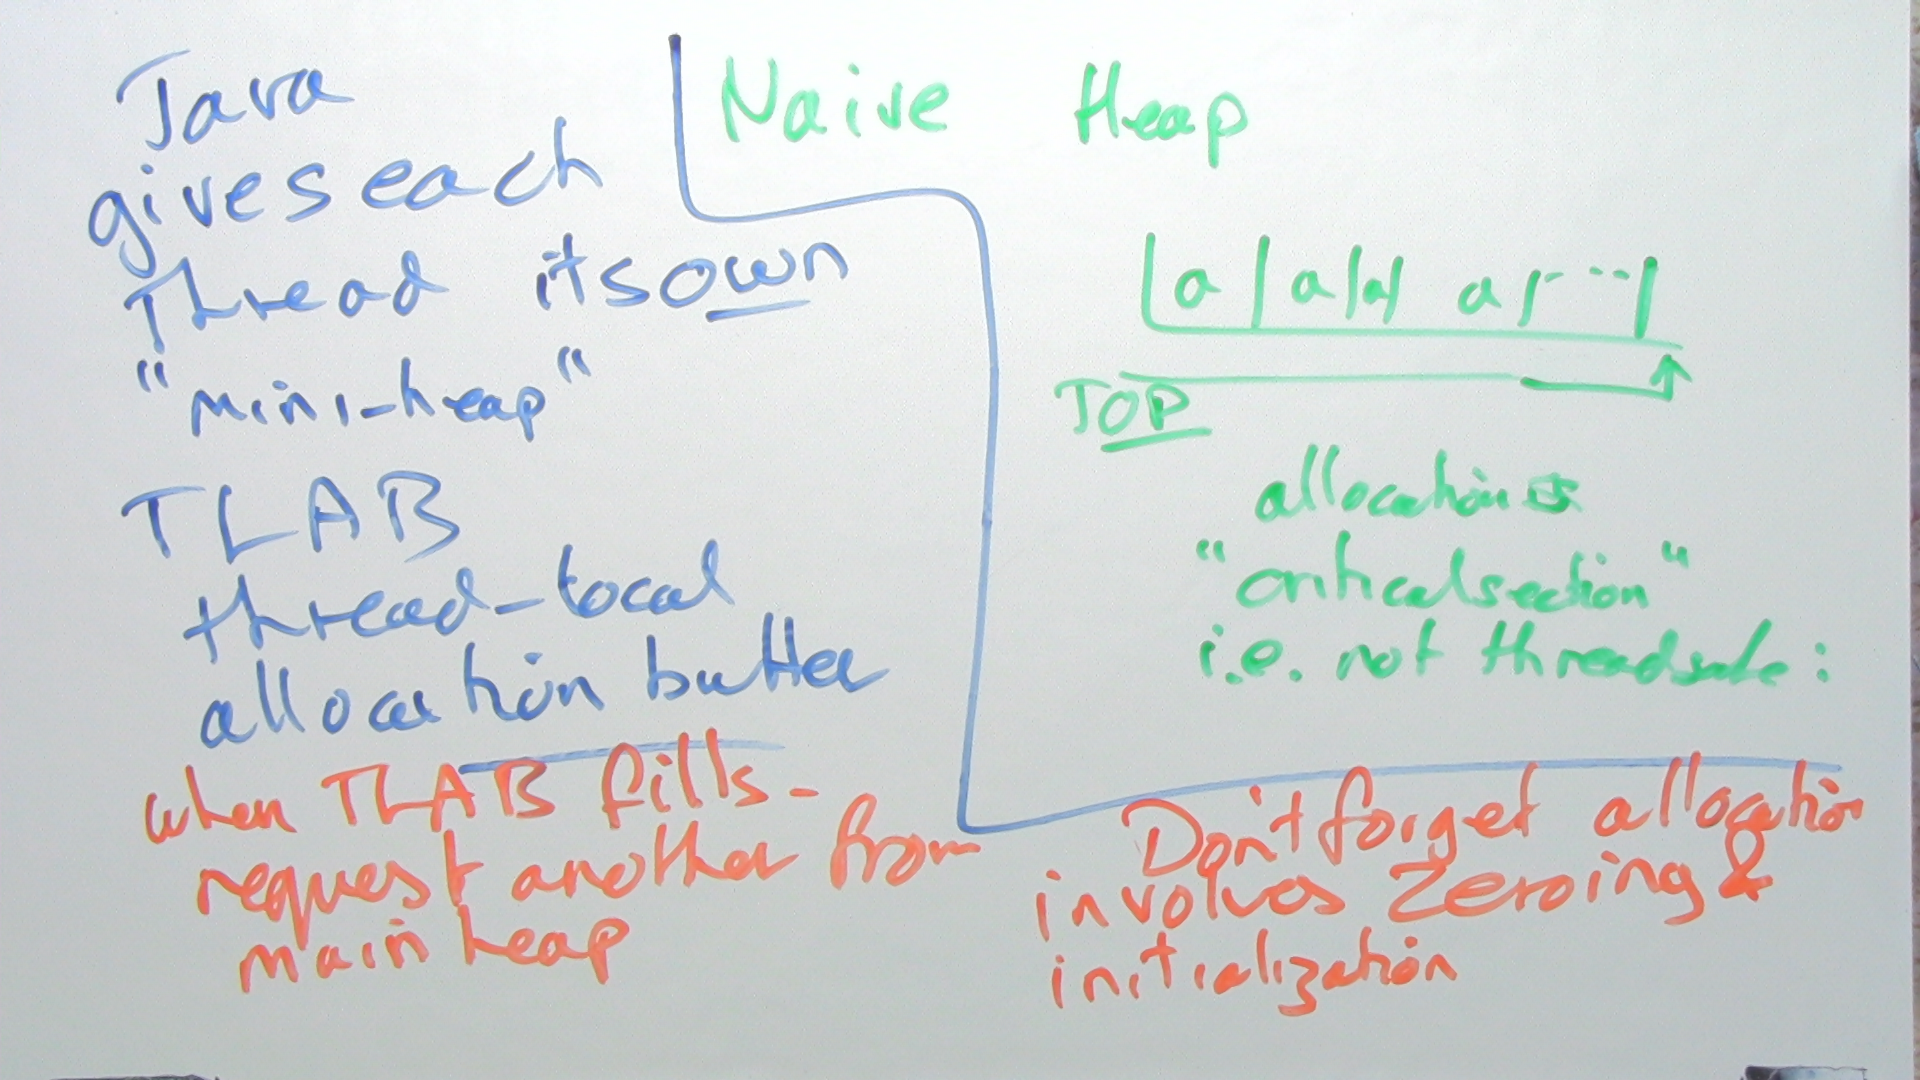 Java
gives each
Thread its own
"mini-heap"
TLAB
thread-local
allocation buffer
when TLAB fills-
request another from
main heap
Naive Heap
a | a | a | a | ... |
TOP
allocation is
"critical section"
i.e. not threadsafe:
Don't forget allocation
involves zeroing &
initialization